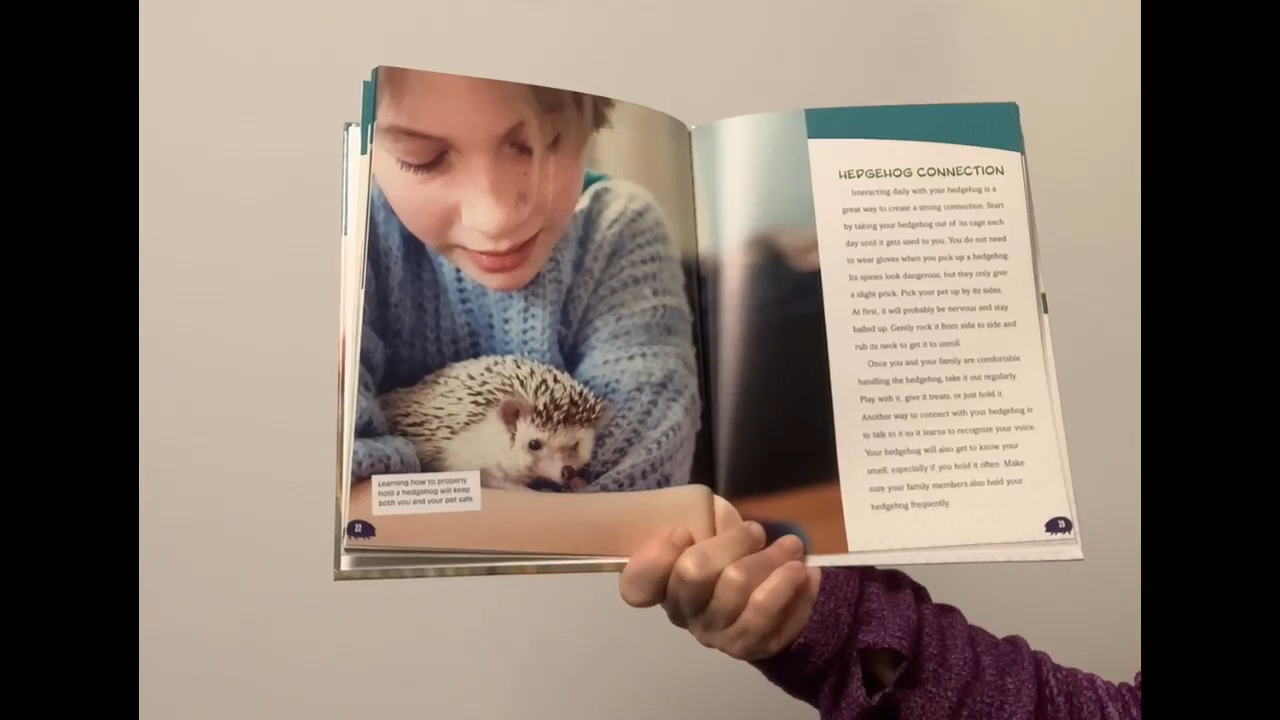 Learning how to properly
hold a hedgehog will keep
both you and your pet safe.
22
HEDGEHOG CONNECTION
Interacting daily with your hedgehog is a
great way to create a strong connection. Start
by taking your hedgehog out of its cage each
day until it gets used to you. You do not need
to wear gloves when you pick up a hedgehog.
Its spines look dangerous, but they only give
a slight prick. Pick your pet up by its sides.
At first, it will probably be nervous and stay
balled up. Gently rock it from side to side and
rub its neck to get it to unroll.
Once you and your family are comfortable
handling the hedgehog, take it out regularly.
Play with it, give it treats, or just hold it.
Another way to connect with your hedgehog is
to talk to it so it learns to recognize your voice.
Your hedgehog will also get to know your
smell, especially if you hold it often. Make
sure your family members also hold your
hedgehog frequently.
23